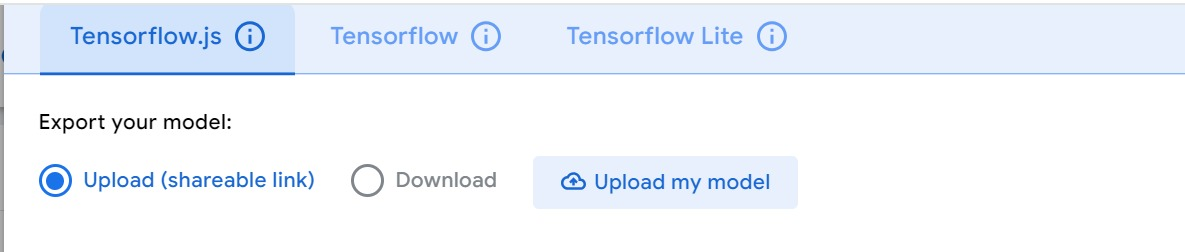 Tensorflow.js Tensorflow Tensorflow Lite
Export your model:
Upload (shareable link) Download Upload my model